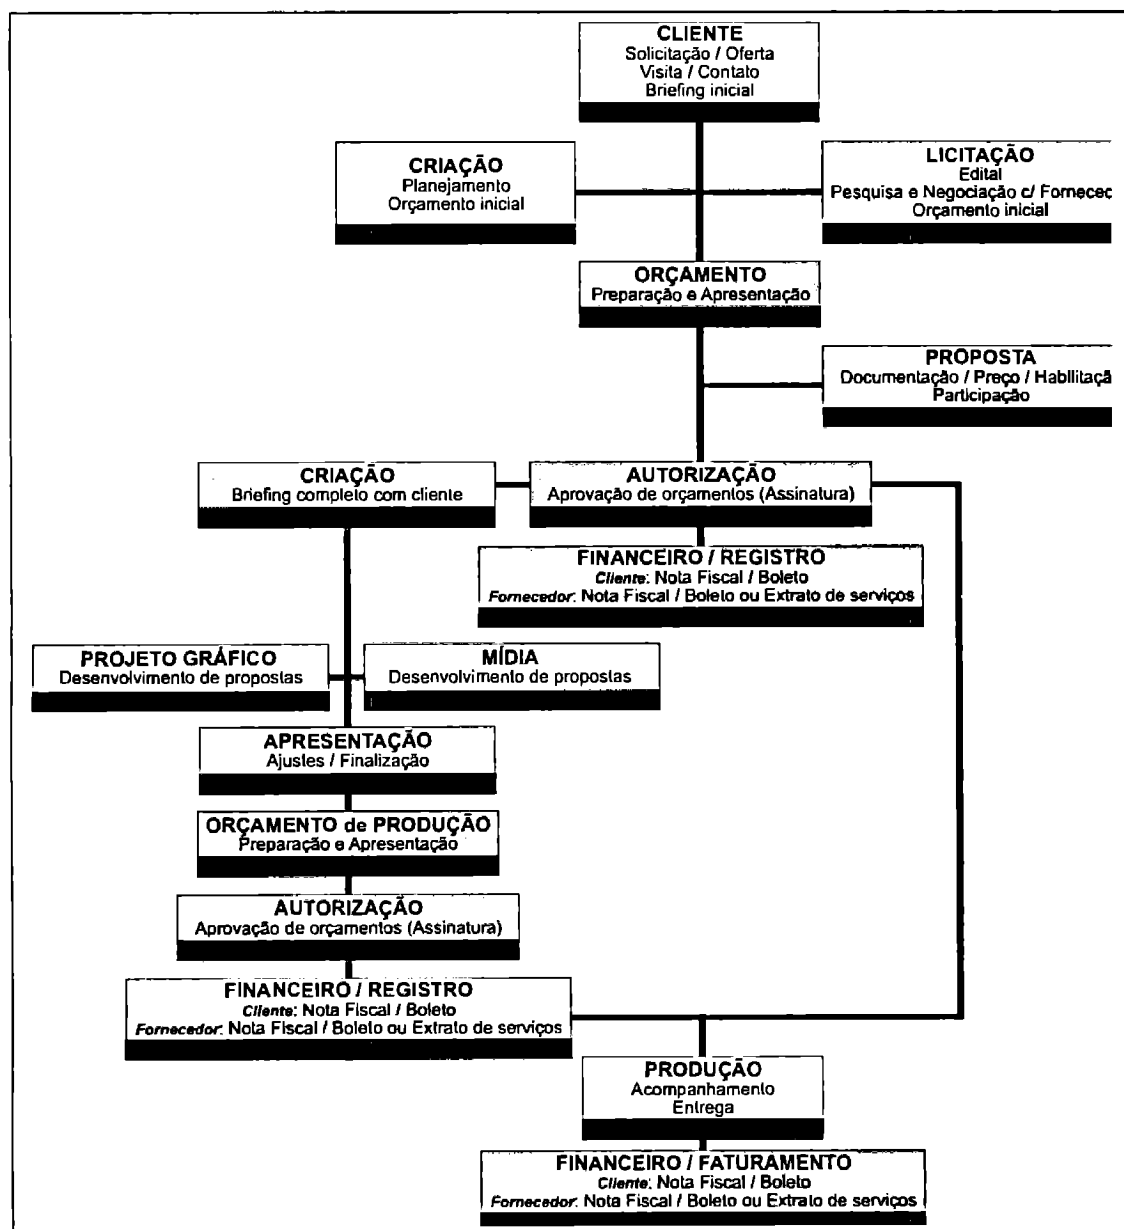 CLIENTE
Solicitação / Oferta
Visita / Contato
Briefing inicial
CRIAÇÃO
Planejamento
Orçamento inicial
LICITAÇÃO
Edital
Pesquisa e Negociação c/ Fornecec
Orçamento inicial
ORÇAMENTO
Preparação e Apresentação
PROPOSTA
Documentação / Preço / Habilitaçã
Participação
CRIAÇÃO
Briefing completo com cliente
AUTORIZAÇÃO
Aprovação de orçamentos (Assinatura)
FINANCEIRO / REGISTRO
Cliente: Nota Fiscal / Boleto
Fornecedor: Nota Fiscal / Boleto ou Extrato de serviços
PROJETO GRÁFICO
Desenvolvimento de propostas
MÍDIA
Desenvolvimento de propostas
APRESENTAÇÃO
Ajustes / Finalização
ORÇAMENTO de PRODUÇÃO
Preparação e Apresentação
AUTORIZAÇÃO
Aprovação de orçamentos (Assinatura)
FINANCEIRO / REGISTRO
Cliente: Nota Fiscal / Boleto
Fornecedor: Nota Fiscal / Boleto ou Extrato de serviços
PRODUÇÃO
Acompanhamento
Entrega
FINANCEIRO / FATURAMENTO
Cliente: Nota Fiscal / Boleto
Fornecedor: Nota Fiscal / Boleto ou Extrato de serviços